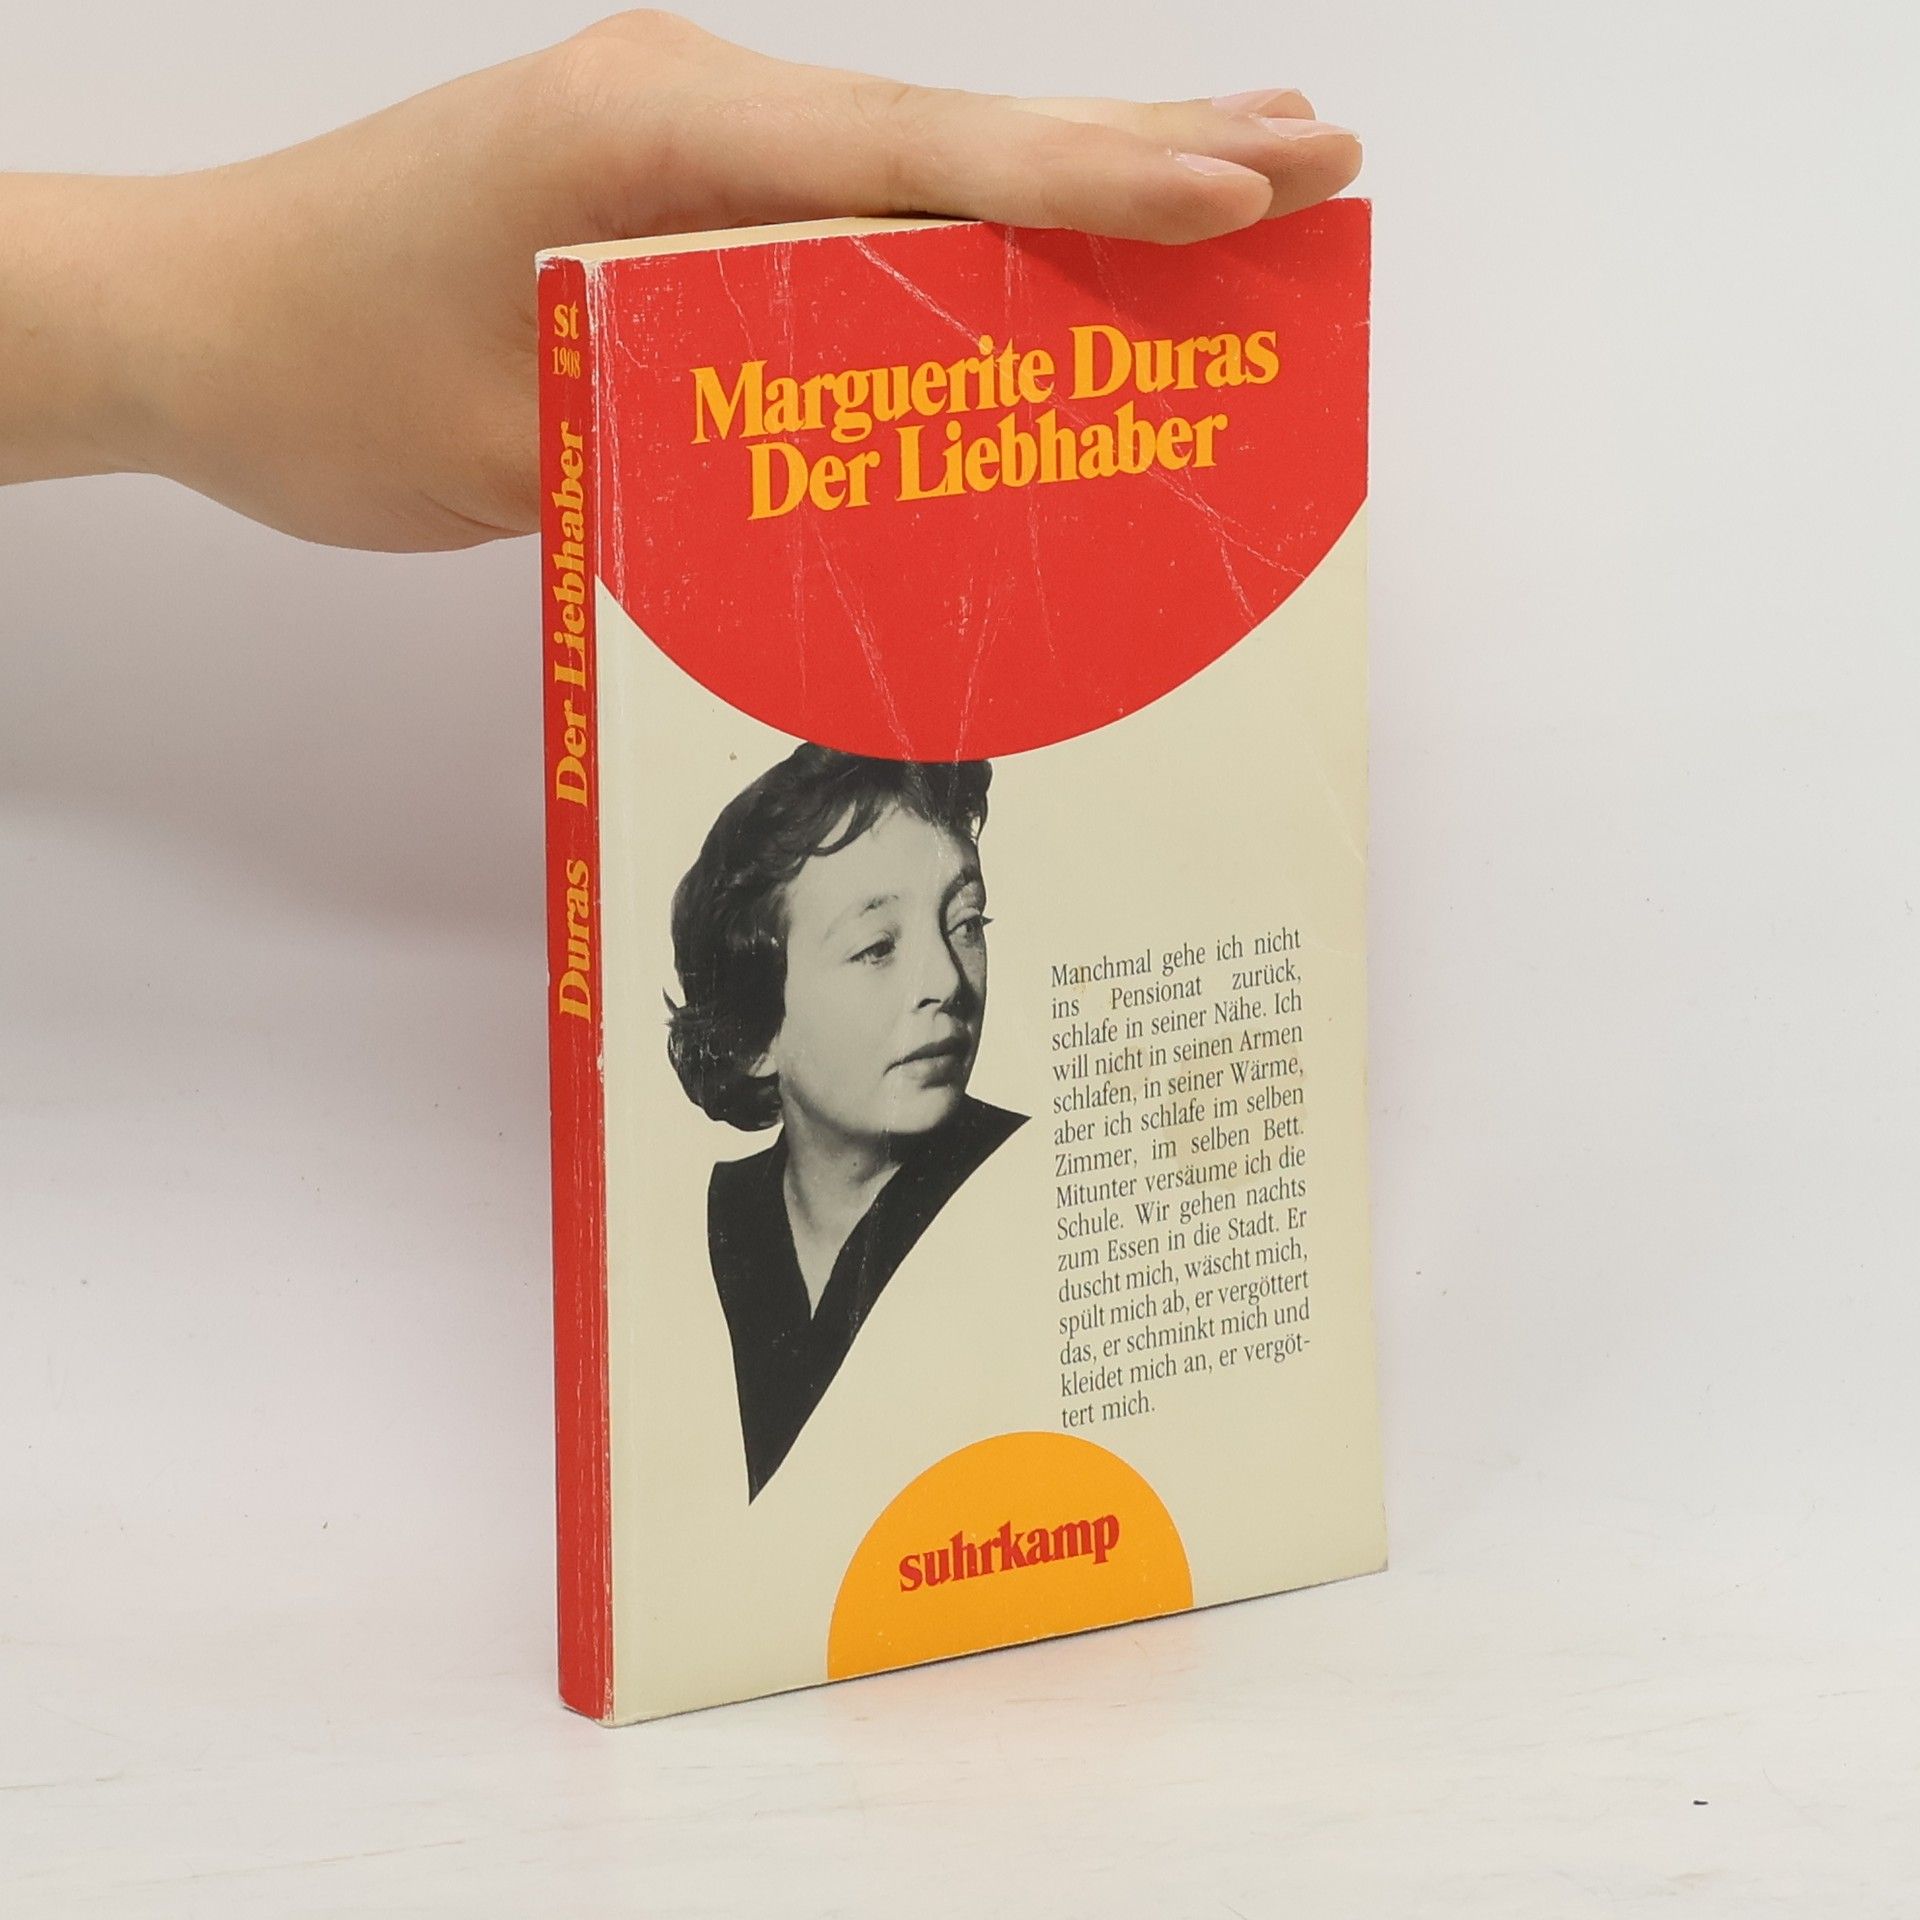 st
1908
Duras Der Liebhaber
Marguerite Duras
Der Liebhaber
Manchmal gehe ich nicht
ins Pensionat zurück,
schlafe in seiner Nähe. Ich
will nicht in seinen Armen
schlafen, in seiner Wärme,
aber ich schlafe im selben
Zimmer, im selben Bett.
Mitunter versäume ich die
Schule. Wir gehen nachts
zum Essen in die Stadt. Er
duscht mich, wäscht mich,
spült mich ab, er vergöttert
das, er schminkt mich und
kleidet mich an, er vergöt-
tert mich.
suhrkamp